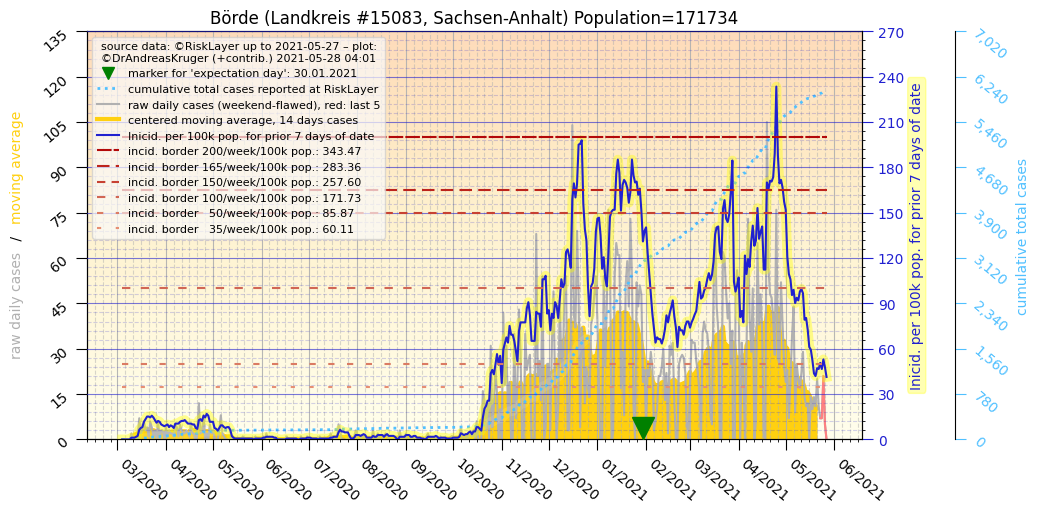 Börde (Landkreis #15083, Sachsen-Anhalt) Population=171734
source data: ©RiskLayer up to 2021-05-27 – plot:
©DrAndreasKruger (+contrib.) 2021-05-28 04:01
marker for 'expectation day': 30.01.2021
cumulative total cases reported at RiskLayer
raw daily cases (weekend-flawed), red: last 5
centered moving average, 14 days cases
Inicid. per 100k pop. for prior 7 days of date
incid. border 200/week/100k pop.: 343.47
incid. border 165/week/100k pop.: 283.36
incid. border 150/week/100k pop.: 257.60
incid. border 100/week/100k pop.: 171.73
incid. border   50/week/100k pop.: 85.87
incid. border   35/week/100k pop.: 60.11
raw daily cases   /   moving average
135
120
105
90
75
60
45
30
15
0
03/2020
04/2020
05/2020
06/2020
07/2020
08/2020
09/2020
10/2020
11/2020
12/2020
01/2021
02/2021
03/2021
04/2021
05/2021
06/2021
270
240
210
180
150
120
90
60
30
0
Inicid. per 100k pop. for prior 7 days of date
7,020
6,240
5,460
4,680
3,900
3,120
2,340
1,560
780
0
cumulative total cases